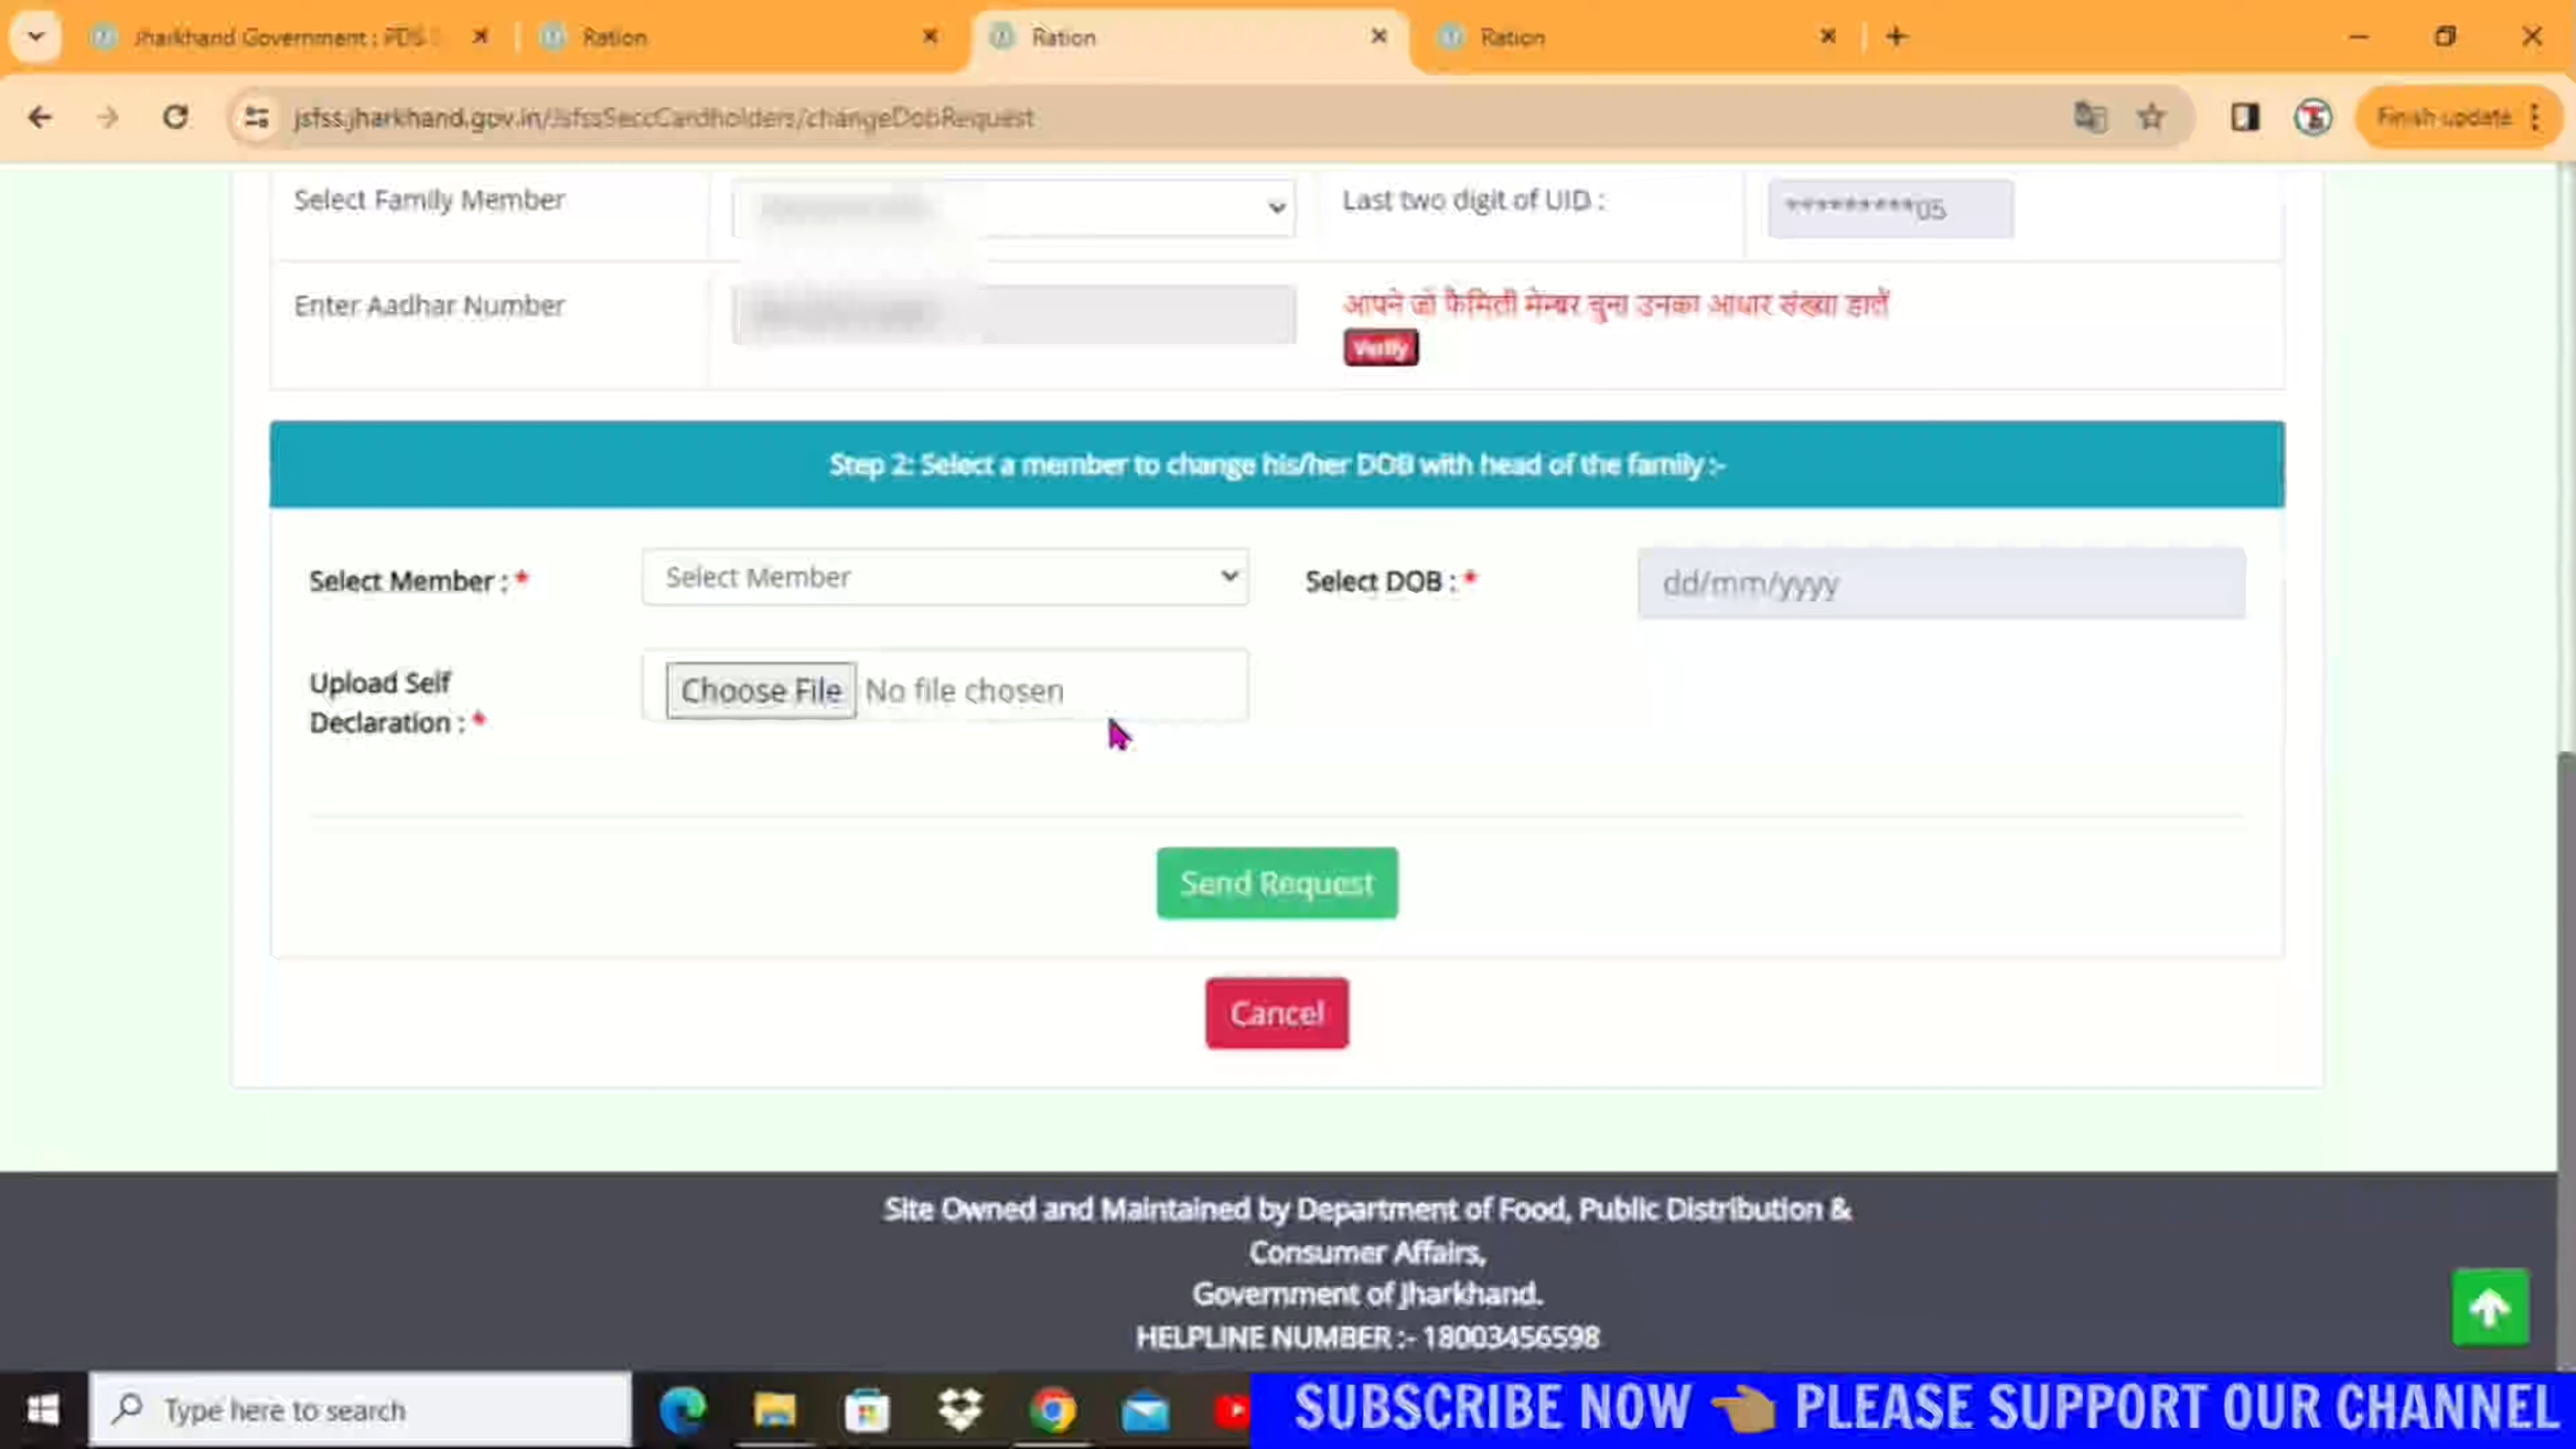 Jharkhand Government : PDS
Ration
Ration
Ration
jsfss.jharkhand.gov.in/JsfssSeccCardholders/changeDobRequest
Finish update
Select Family Member
Last two digit of UID :
*********05
Enter Aadhar Number
आपने जो फैमिली मेम्बर चुना उनका आधार संख्या डालें
Verify
Step 2: Select a member to change his/her DOB with head of the family :-
Select Member : *
Select Member
Select DOB : *
dd/mm/yyyy
Upload Self
Declaration : *
Choose File No file chosen
Send Request
Cancel
Site Owned and Maintained by Department of Food, Public Distribution &
Consumer Affairs,
Government of Jharkhand.
HELPLINE NUMBER :- 18003456598
Type here to search
SUBSCRIBE NOW PLEASE SUPPORT OUR CHANNEL